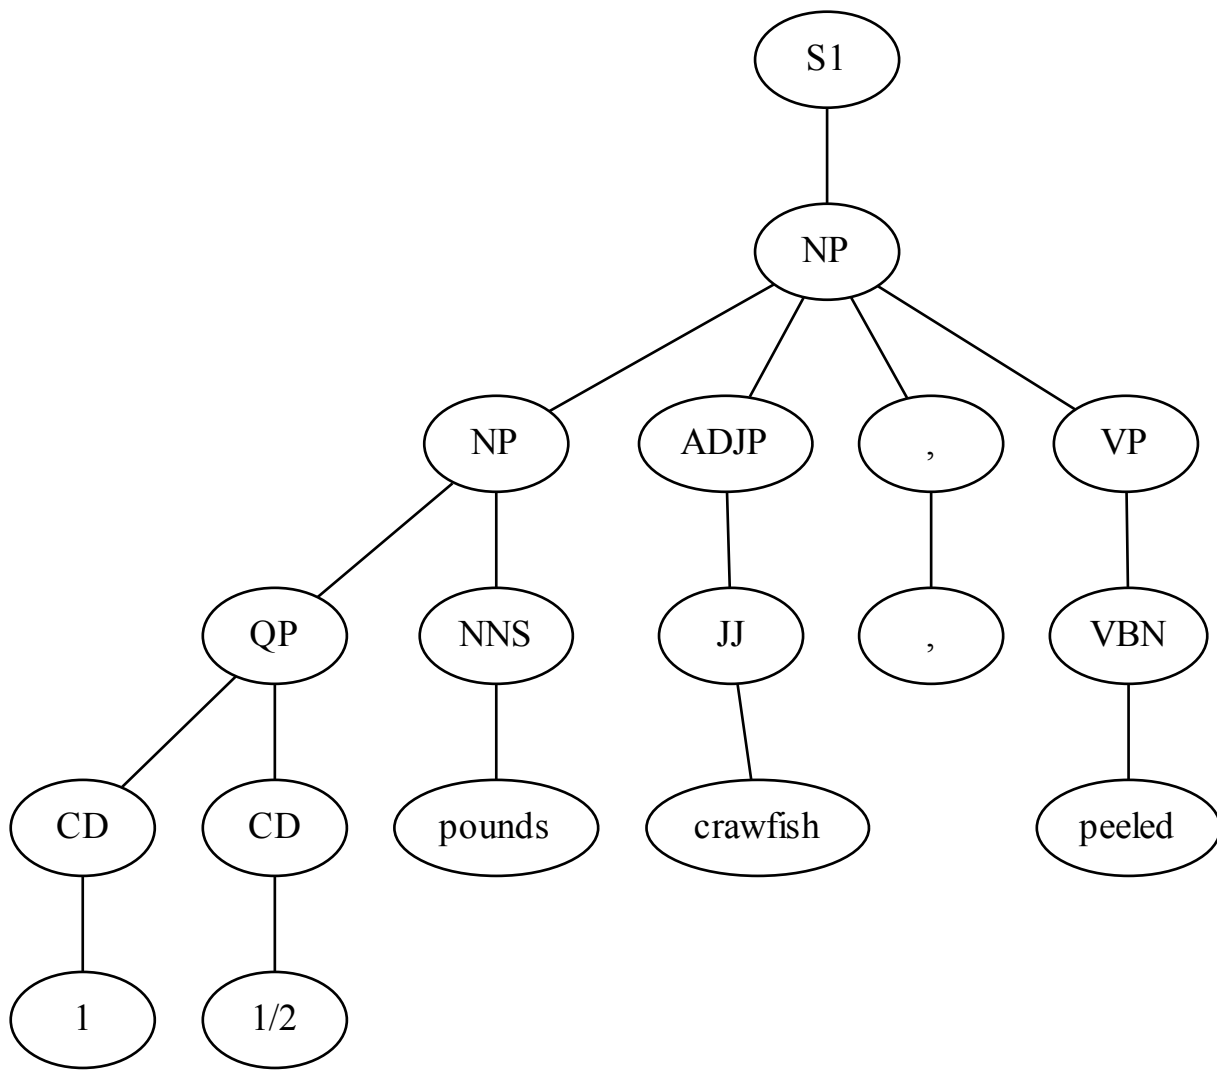 S1
NP
NP ADJP , VP
QP NNS JJ , VBN
CD CD pounds crawfish peeled
1 1/2